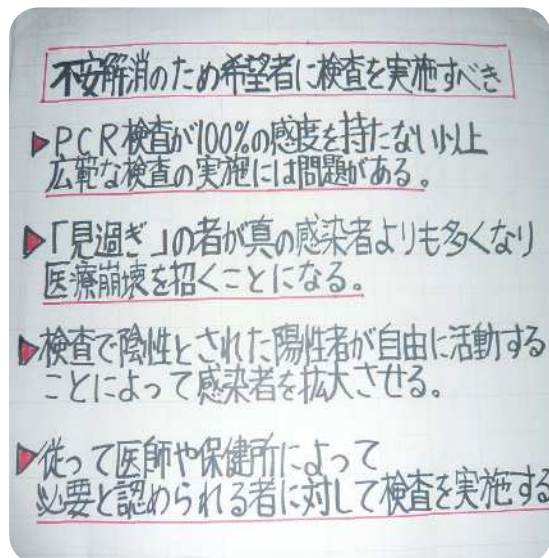 不安解消のため希望者に検査を実施すべき
▶PCR検査が100%の感度を持たない以上
広範な検査の実施には問題がある。
▶「見過ぎ」の者が真の感染者よりも多くなり
医療崩壊を招くことになる。
▶検査で陰性とされた陽性者が自由に活動する
ことによって感染者を拡大させる。
▶従って医師や保健所によって
必要と認められる者に対して検査を実施する